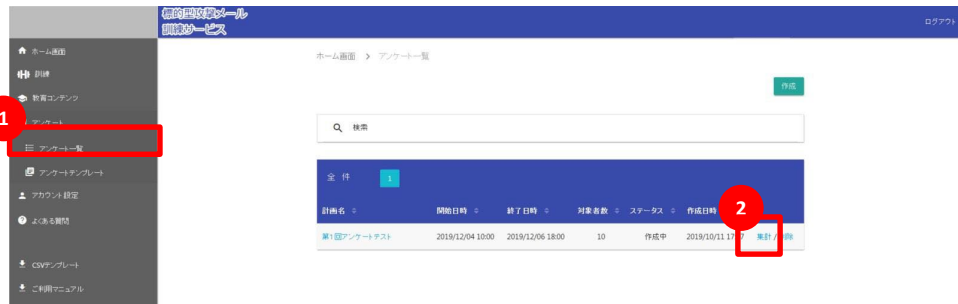 標的型攻撃メール
訓練サービス
ログアウト
ホーム画面
訓練
教育コンテンツ
アンケート
アンケート一覧
アンケートテンプレート
アカウント設定
よくある質問
CSVテンプレート
ご利用マニュアル
1
ホーム画面 > アンケート一覧
作成
検索
全 件 1
計画名 開始日時 終了日時 対象者数 ステータス 作成日時
2
第1回アンケートテスト 2019/12/04 10:00 2019/12/06 18:00 10 作成中 2019/10/11 集計 /